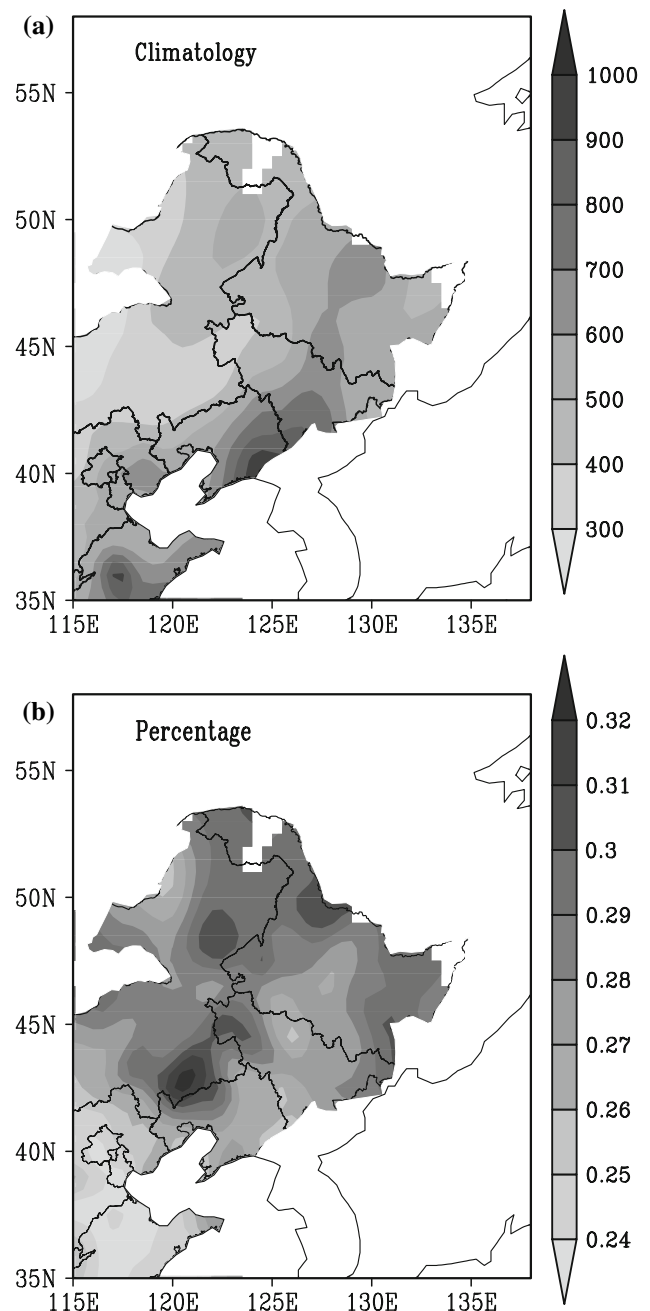 (a)
Climatology
55N
50N
45N
40N
35N
115E 120E 125E 130E 135E
1000
900
800
700
600
500
400
300
(b)
Percentage
55N
50N
45N
40N
35N
115E 120E 125E 130E 135E
0.32
0.31
0.3
0.29
0.28
0.27
0.26
0.25
0.24